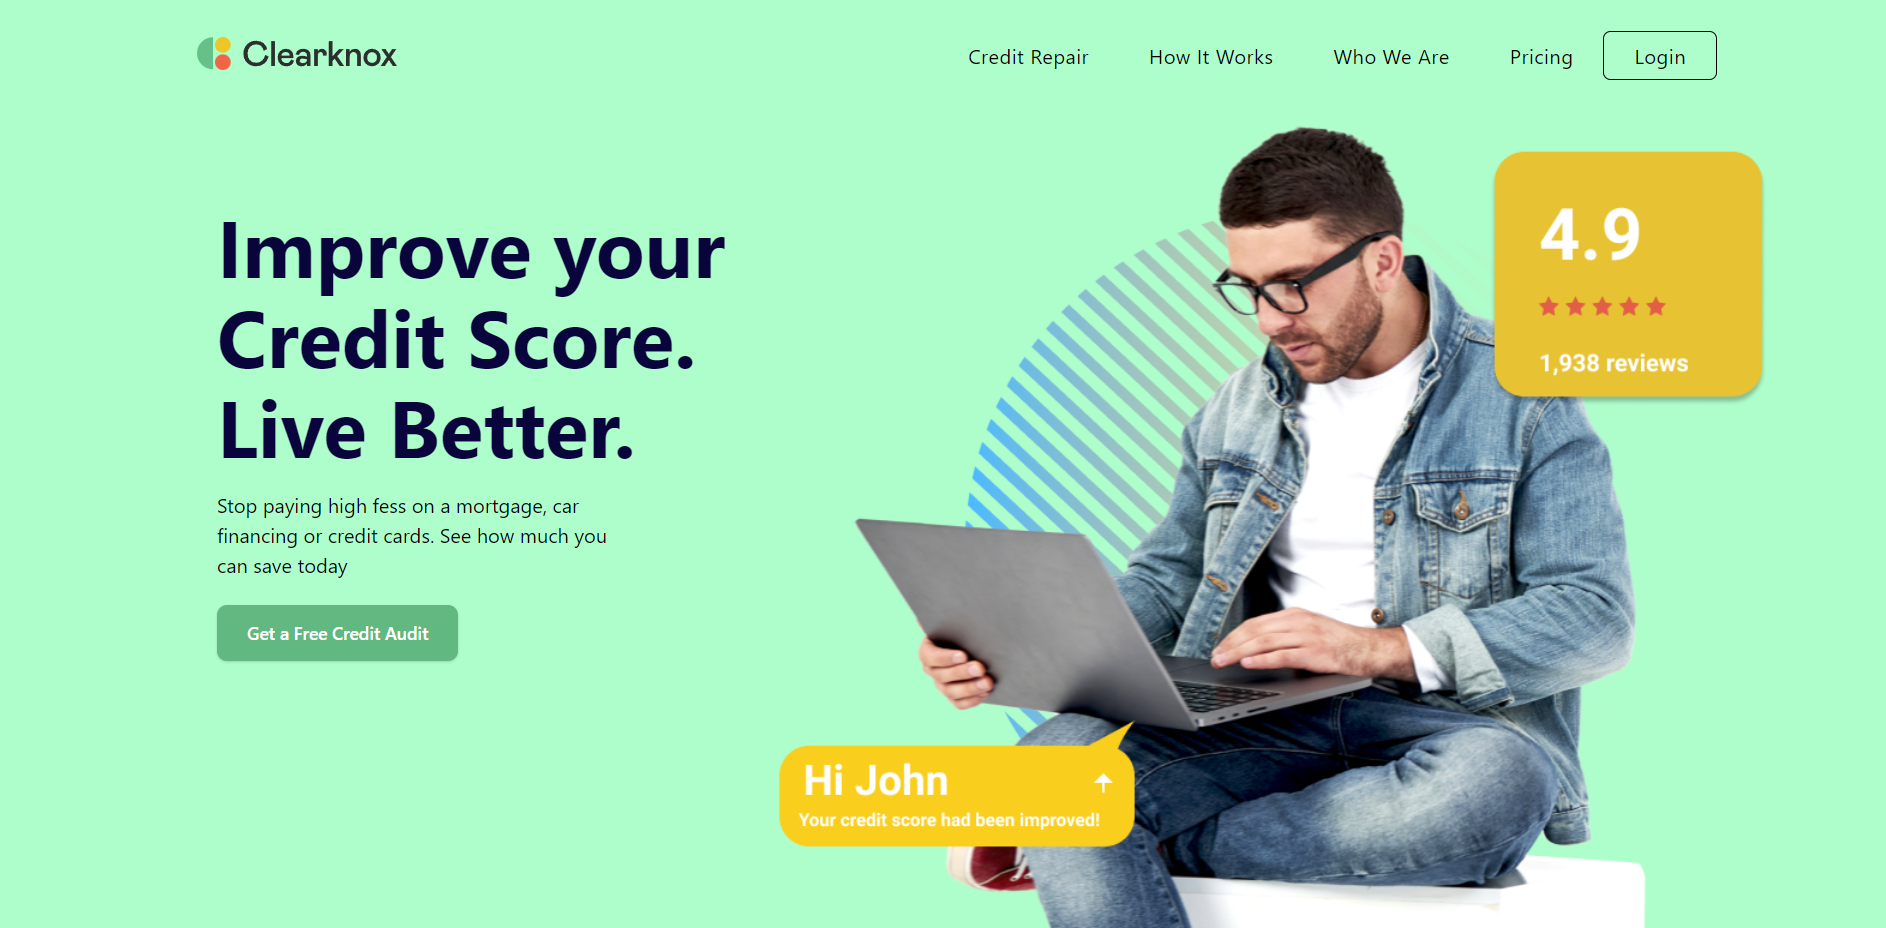 Clearknox
Credit Repair
How It Works
Who We Are
Pricing
Login
Improve your
Credit Score.
Live Better.
Stop paying high fess on a mortgage, car
financing or credit cards. See how much you
can save today
Get a Free Credit Audit
4.9
1,938 reviews
Hi John
Your credit score had been improved!